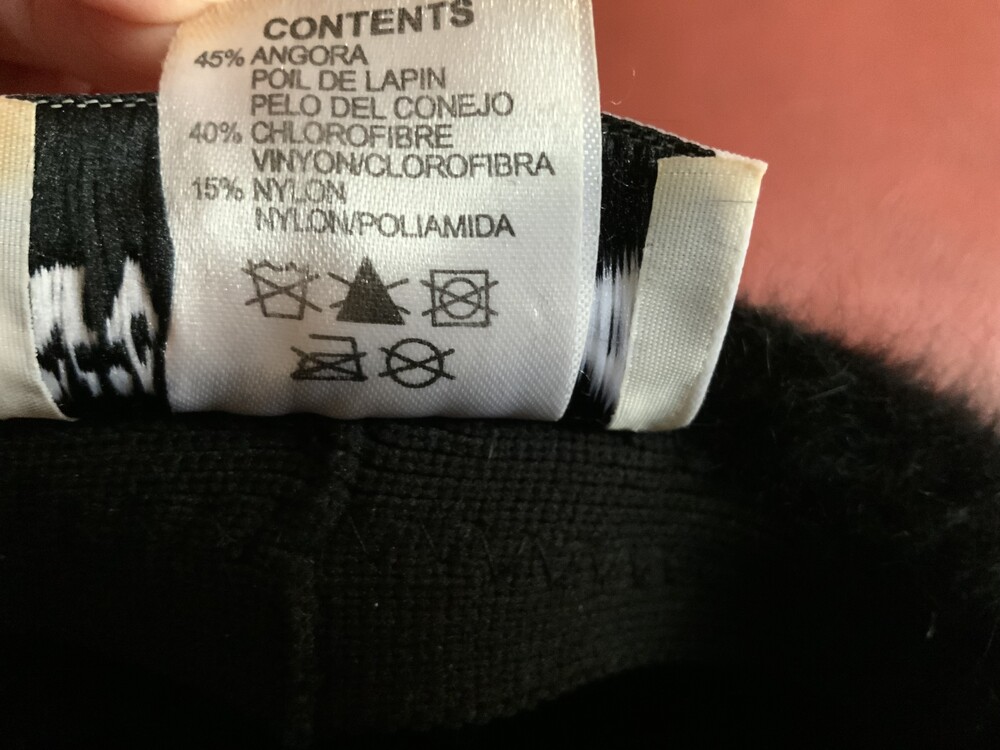 CONTENTS
45% ANGORA
POIL DE LAPIN
PELO DEL CONEJO
40% CHLOROFIBRE
VINYON/CLOROFIBRA
15% NYLON
NYLON/POLIAMIDA